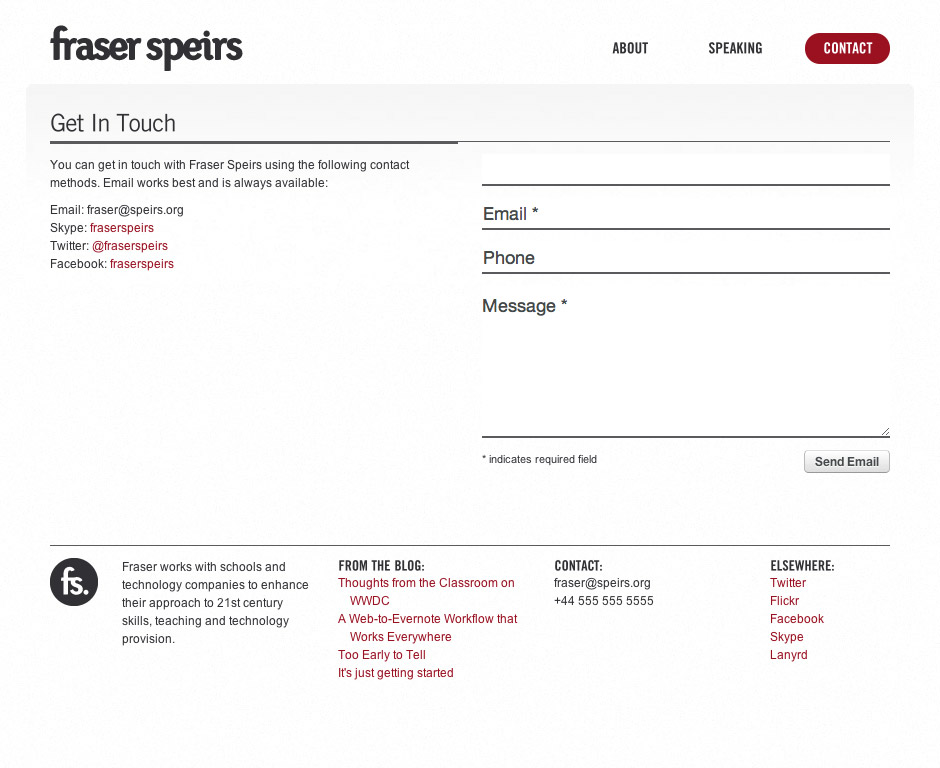 fraser speirs
ABOUT
SPEAKING
CONTACT
Get In Touch
You can get in touch with Fraser Speirs using the following contact
methods. Email works best and is always available:
Email: fraser@speirs.org
Skype: fraserspeirs
Twitter: @fraserspeirs
Facebook: fraserspeirs
Email *
Phone
Message *
* indicates required field
Send Email
fs.
Fraser works with schools and
technology companies to enhance
their approach to 21st century
skills, teaching and technology
provision.
FROM THE BLOG:
Thoughts from the Classroom on
WWDC
A Web-to-Evernote Workflow that
Works Everywhere
Too Early to Tell
It's just getting started
CONTACT:
fraser@speirs.org
+44 555 555 5555
ELSEWHERE:
Twitter
Flickr
Facebook
Skype
Lanyrd